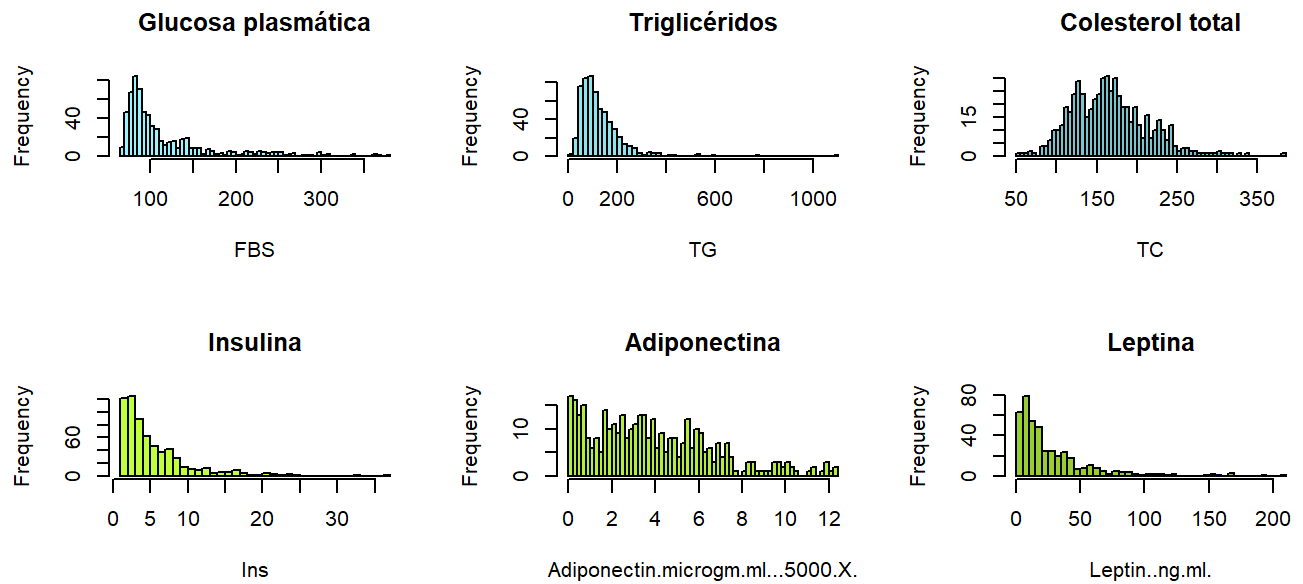 Glucosa plasmática
Frequency
0 40
100 200 300
FBS
Triglicéridos
Frequency
0 40
0 200 600 1000
TG
Colesterol total
Frequency
0 15
50 150 250 350
TC
Insulina
Frequency
0 60
0 5 10 20 30
Ins
Adiponectina
Frequency
0 10
0 2 4 6 8 10 12
Adiponectin.microgm.ml...5000.X.
Leptina
Frequency
0 40 80
0 50 100 150 200
Leptin..ng.ml.